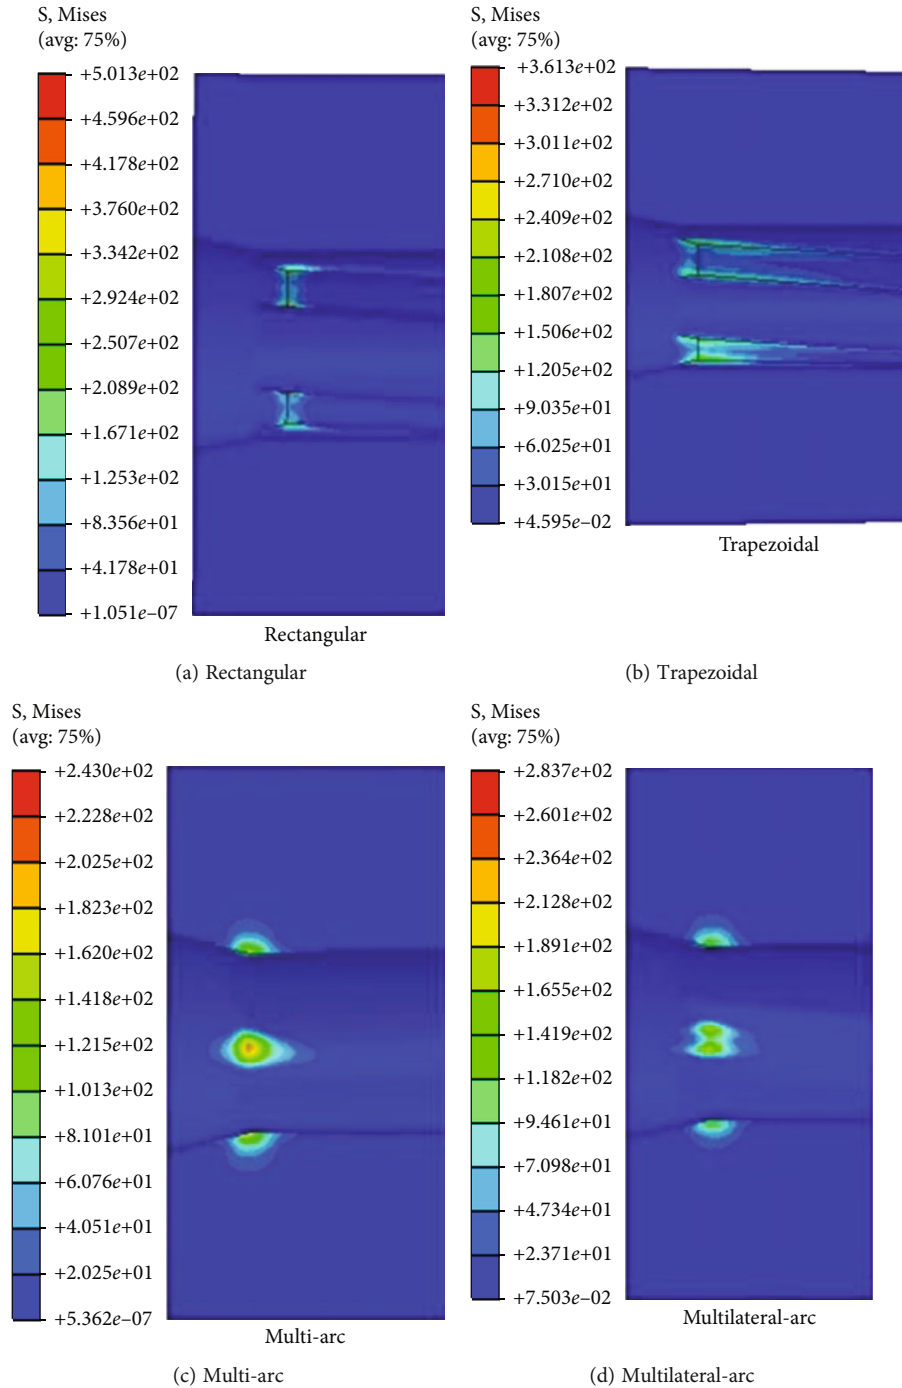 S, Mises
(avg: 75%)
+5.013e+02
+4.596e+02
+4.178e+02
+3.760e+02
+3.342e+02
+2.924e+02
+2.507e+02
+2.089e+02
+1.671e+02
+1.253e+02
+8.356e+01
+4.178e+01
+1.051e–07
Rectangular
(a) Rectangular
S, Mises
(avg: 75%)
+3.613e+02
+3.312e+02
+3.011e+02
+2.710e+02
+2.409e+02
+2.108e+02
+1.807e+02
+1.506e+02
+1.205e+02
+9.035e+01
+6.025e+01
+3.015e+01
+4.595e–02
Trapezoidal
(b) Trapezoidal
S, Mises
(avg: 75%)
+2.430e+02
+2.228e+02
+2.025e+02
+1.823e+02
+1.620e+02
+1.418e+02
+1.215e+02
+1.013e+02
+8.101e+01
+6.076e+01
+4.051e+01
+2.025e+01
+5.362e–07
Multi-arc
(c) Multi-arc
S, Mises
(avg: 75%)
+2.837e+02
+2.601e+02
+2.364e+02
+2.128e+02
+1.891e+02
+1.655e+02
+1.419e+02
+1.182e+02
+9.461e+01
+7.098e+01
+4.734e+01
+2.371e+01
+7.503e–02
Multilateral-arc
(d) Multilateral-arc